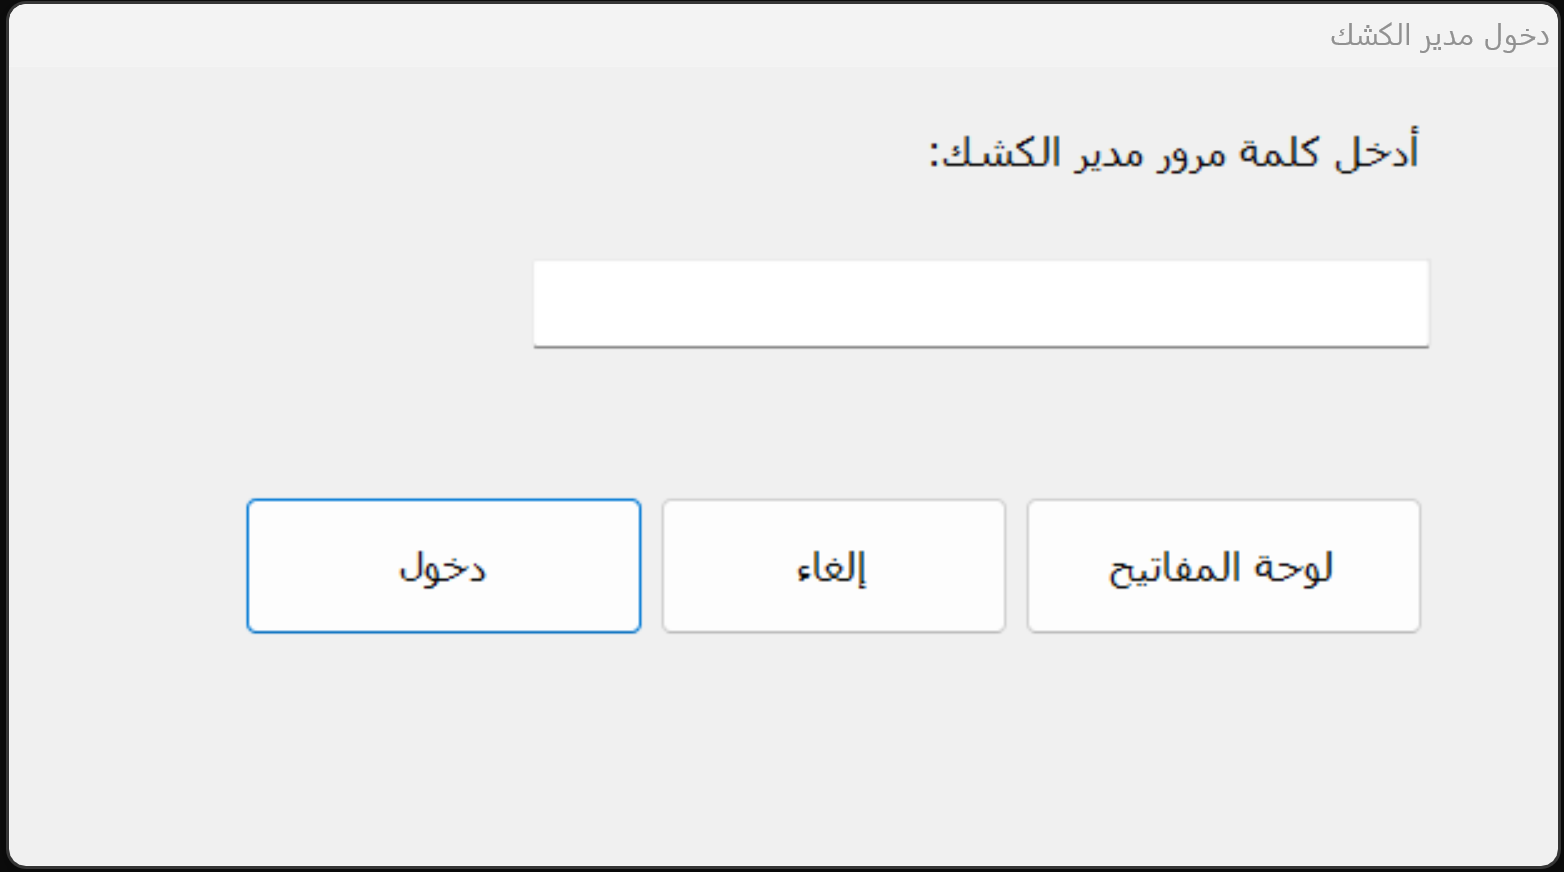 دخول مدير الكشك
أدخل كلمة مرور مدير الكشك:
لوحة المفاتيح
إلغاء
دخول